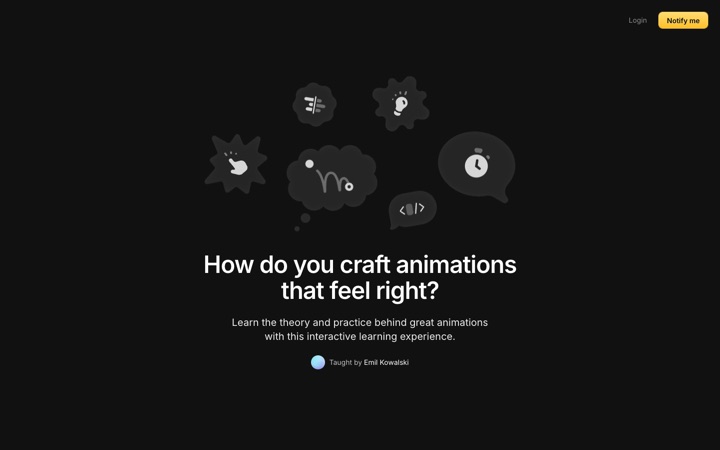 Login
Notify me
</>
How do you craft animations
that feel right?
Learn the theory and practice behind great animations
with this interactive learning experience.
Taught by Emil Kowalski